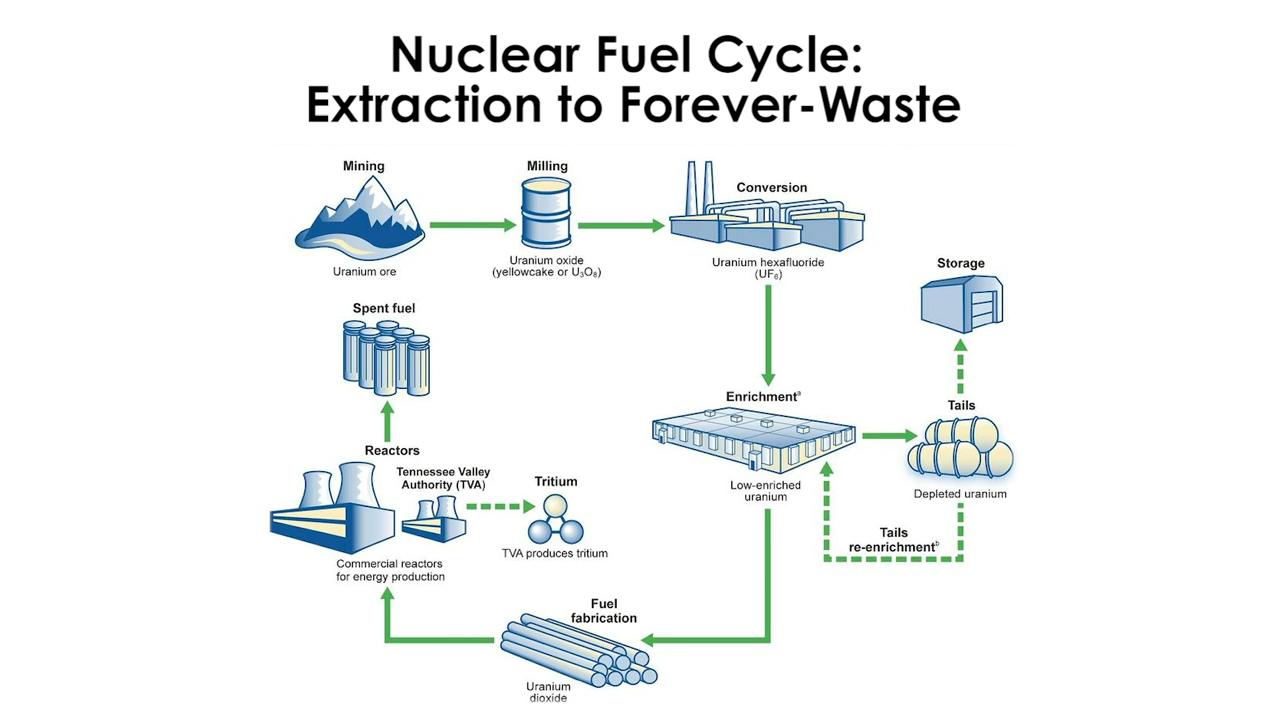 Nuclear Fuel Cycle:
Extraction to Forever-Waste
Mining
Uranium ore
Milling
Uranium oxide
(yellowcake or U₃O₈)
Conversion
Uranium hexafluoride
(UF₆)
Storage
Spent fuel
Enrichmentᵃ
Low-enriched
uranium
Tails
Depleted uranium
Tails
re-enrichmentᵇ
Reactors
Tennessee Valley
Authority (TVA)
Commercial reactors
for energy production
Tritium
TVA produces tritium
Fuel
fabrication
Uranium
dioxide